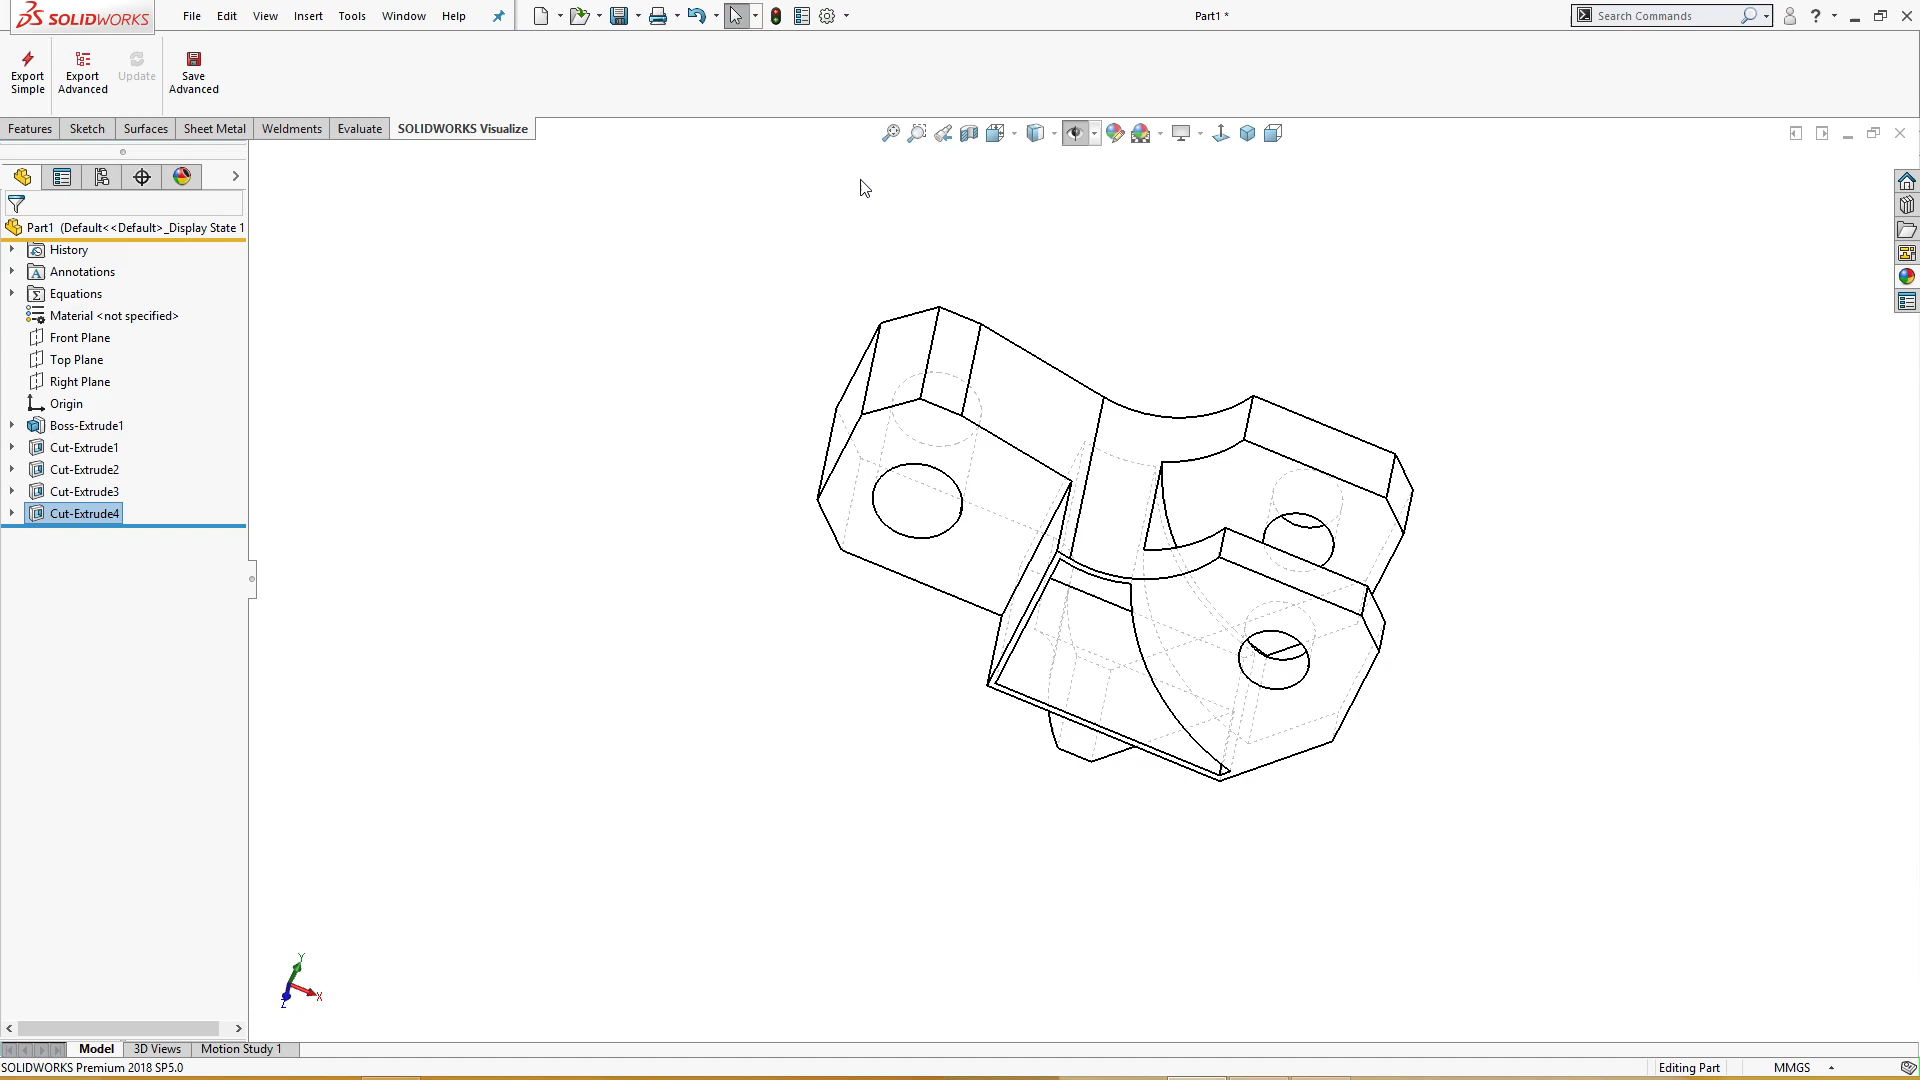 SOLIDWORKS File Edit View Insert Tools Window Help Part1 * Search Commands ?
Export Simple Export Advanced Update Save Advanced
Features Sketch Surfaces Sheet Metal Weldments Evaluate SOLIDWORKS Visualize
Part1 (Default<<Default>_Display State 1
History
Annotations
Equations
Material <not specified>
Front Plane
Top Plane
Right Plane
Origin
Boss-Extrude1
Cut-Extrude1
Cut-Extrude2
Cut-Extrude3
Cut-Extrude4
Y
X
Z
Model 3D Views Motion Study 1
SOLIDWORKS Premium 2018 SP5.0 Editing Part MMGS